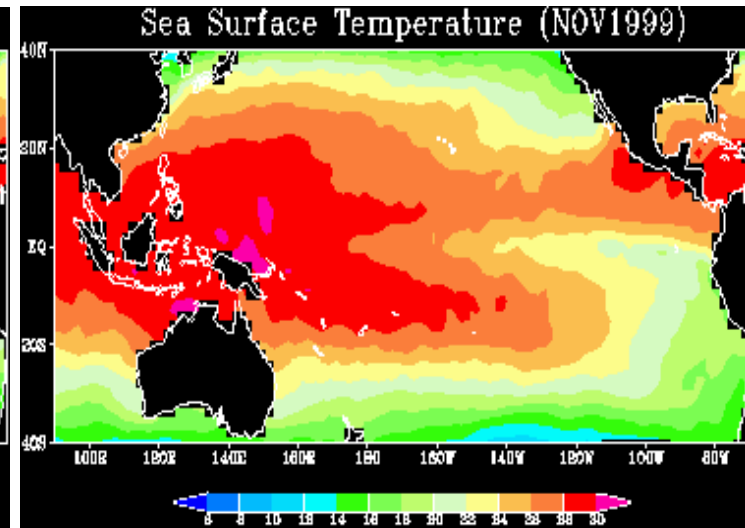 Sea Surface Temperature (NOV1999)
40N
20N
EQ
20S
40S
100E 120E 140E 160E 180 160W 140W 120W 100W 80W
6 8 10 12 14 16 18 20 22 24 26 28 30